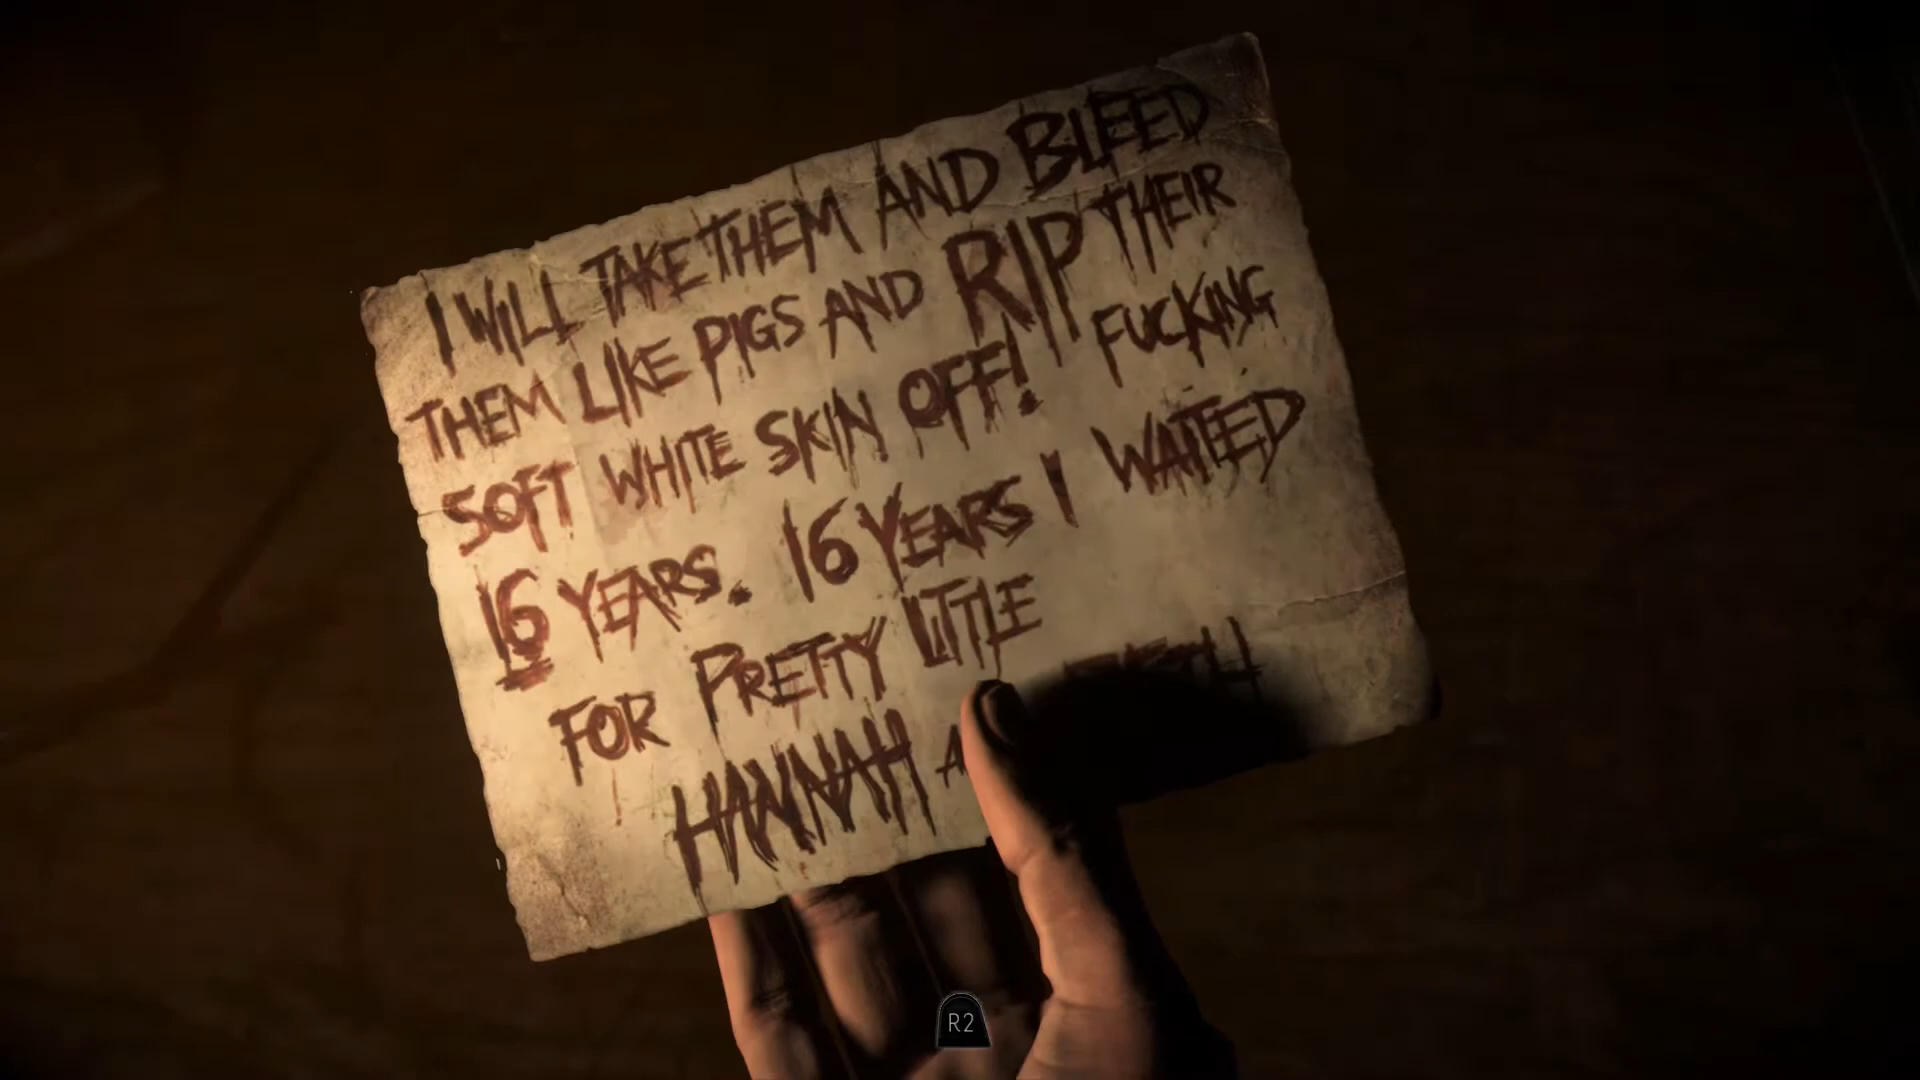 I WILL TAKE THEM AND BLEED
THEM LIKE PIGS AND RIP THEIR
SOFT WHITE SKIN OFF! FUCKING
16 YEARS. 16 YEARS I WAITED
FOR PRETTY LITTLE
HANNAH
R2